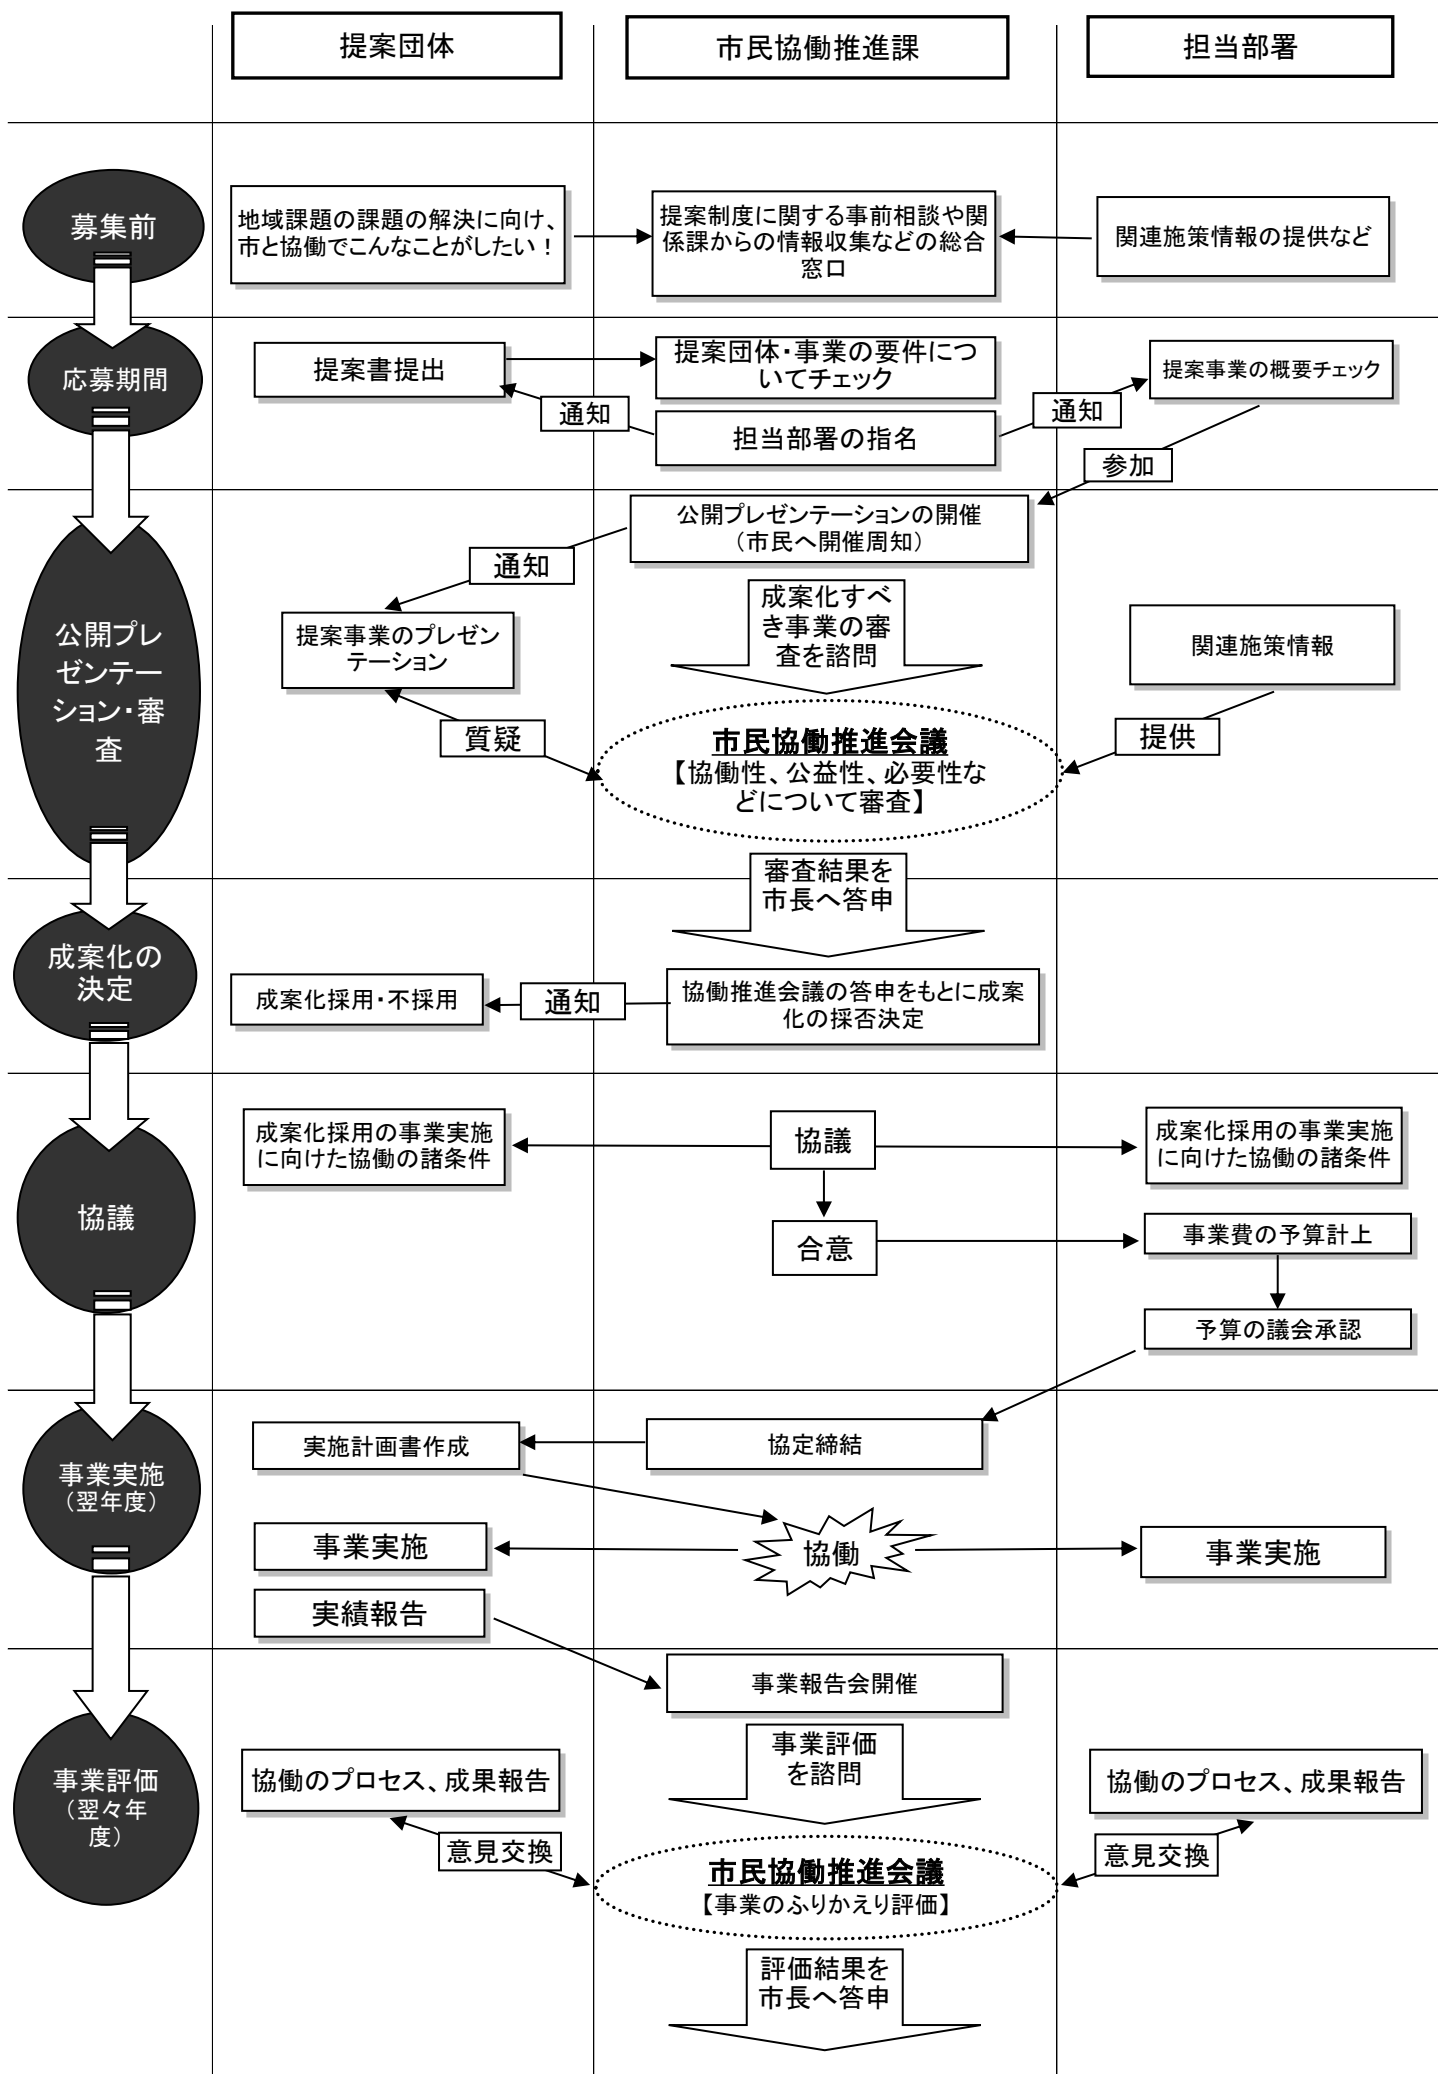 提案団体
市民協働推進課
担当部署
募集前
地域課題の課題の解決に向け、
市と協働でこんなことがしたい！
提案制度に関する事前相談や関
係課からの情報収集などの総合
窓口
関連施策情報の提供など
応募期間
提案書提出
提案団体・事業の要件につ
いてチェック
提案事業の概要チェック
通知
担当部署の指名
通知
参加
公開プレ
ゼンテー
ション・審
査
公開プレゼンテーションの開催
（市民へ開催周知）
通知
成案化すべ
き事業の審
査を諮問
提案事業のプレゼン
テーション
関連施策情報
質疑
提供
市民協働推進会議
【協働性、公益性、必要性な
どについて審査】
審査結果を
市長へ答申
成案化の
決定
成案化採用・不採用
通知
協働推進会議の答申をもとに成案
化の採否決定
協議
成案化採用の事業実施
に向けた協働の諸条件
協議
成案化採用の事業実施
に向けた協働の諸条件
合意
事業費の予算計上
予算の議会承認
事業実施
（翌年度）
実施計画書作成
協定締結
事業実施
協働
事業実施
実績報告
事業報告会開催
事業評価
（翌々年
度）
事業評価
を諮問
協働のプロセス、成果報告
協働のプロセス、成果報告
意見交換
意見交換
市民協働推進会議
【事業のふりかえり評価】
評価結果を
市長へ答申